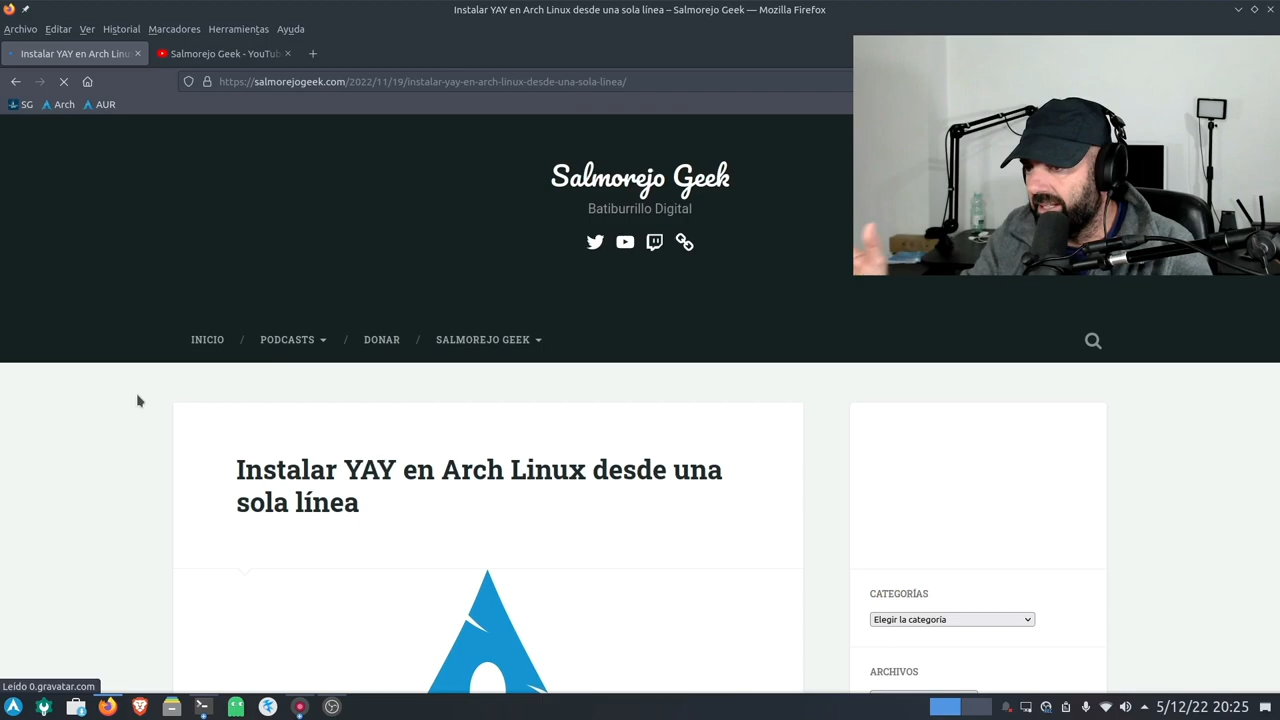 Instalar YAY en Arch Linux desde una sola línea – Salmorejo Geek — Mozilla Firefox
Archivo Editar Ver Historial Marcadores Herramientas Ayuda
Instalar YAY en Arch Linu
Salmorejo Geek - YouTub
https://salmorejogeek.com/2022/11/19/instalar-yay-en-arch-linux-desde-una-sola-linea/
SG Arch AUR
Salmorejo Geek
Batiburrillo Digital
INICIO / PODCASTS / DONAR / SALMOREJO GEEK
Instalar YAY en Arch Linux desde una
sola línea
CATEGORÍAS
Elegir la categoría
ARCHIVOS
Leido 0.gravatar.com
5/12/22 20:25